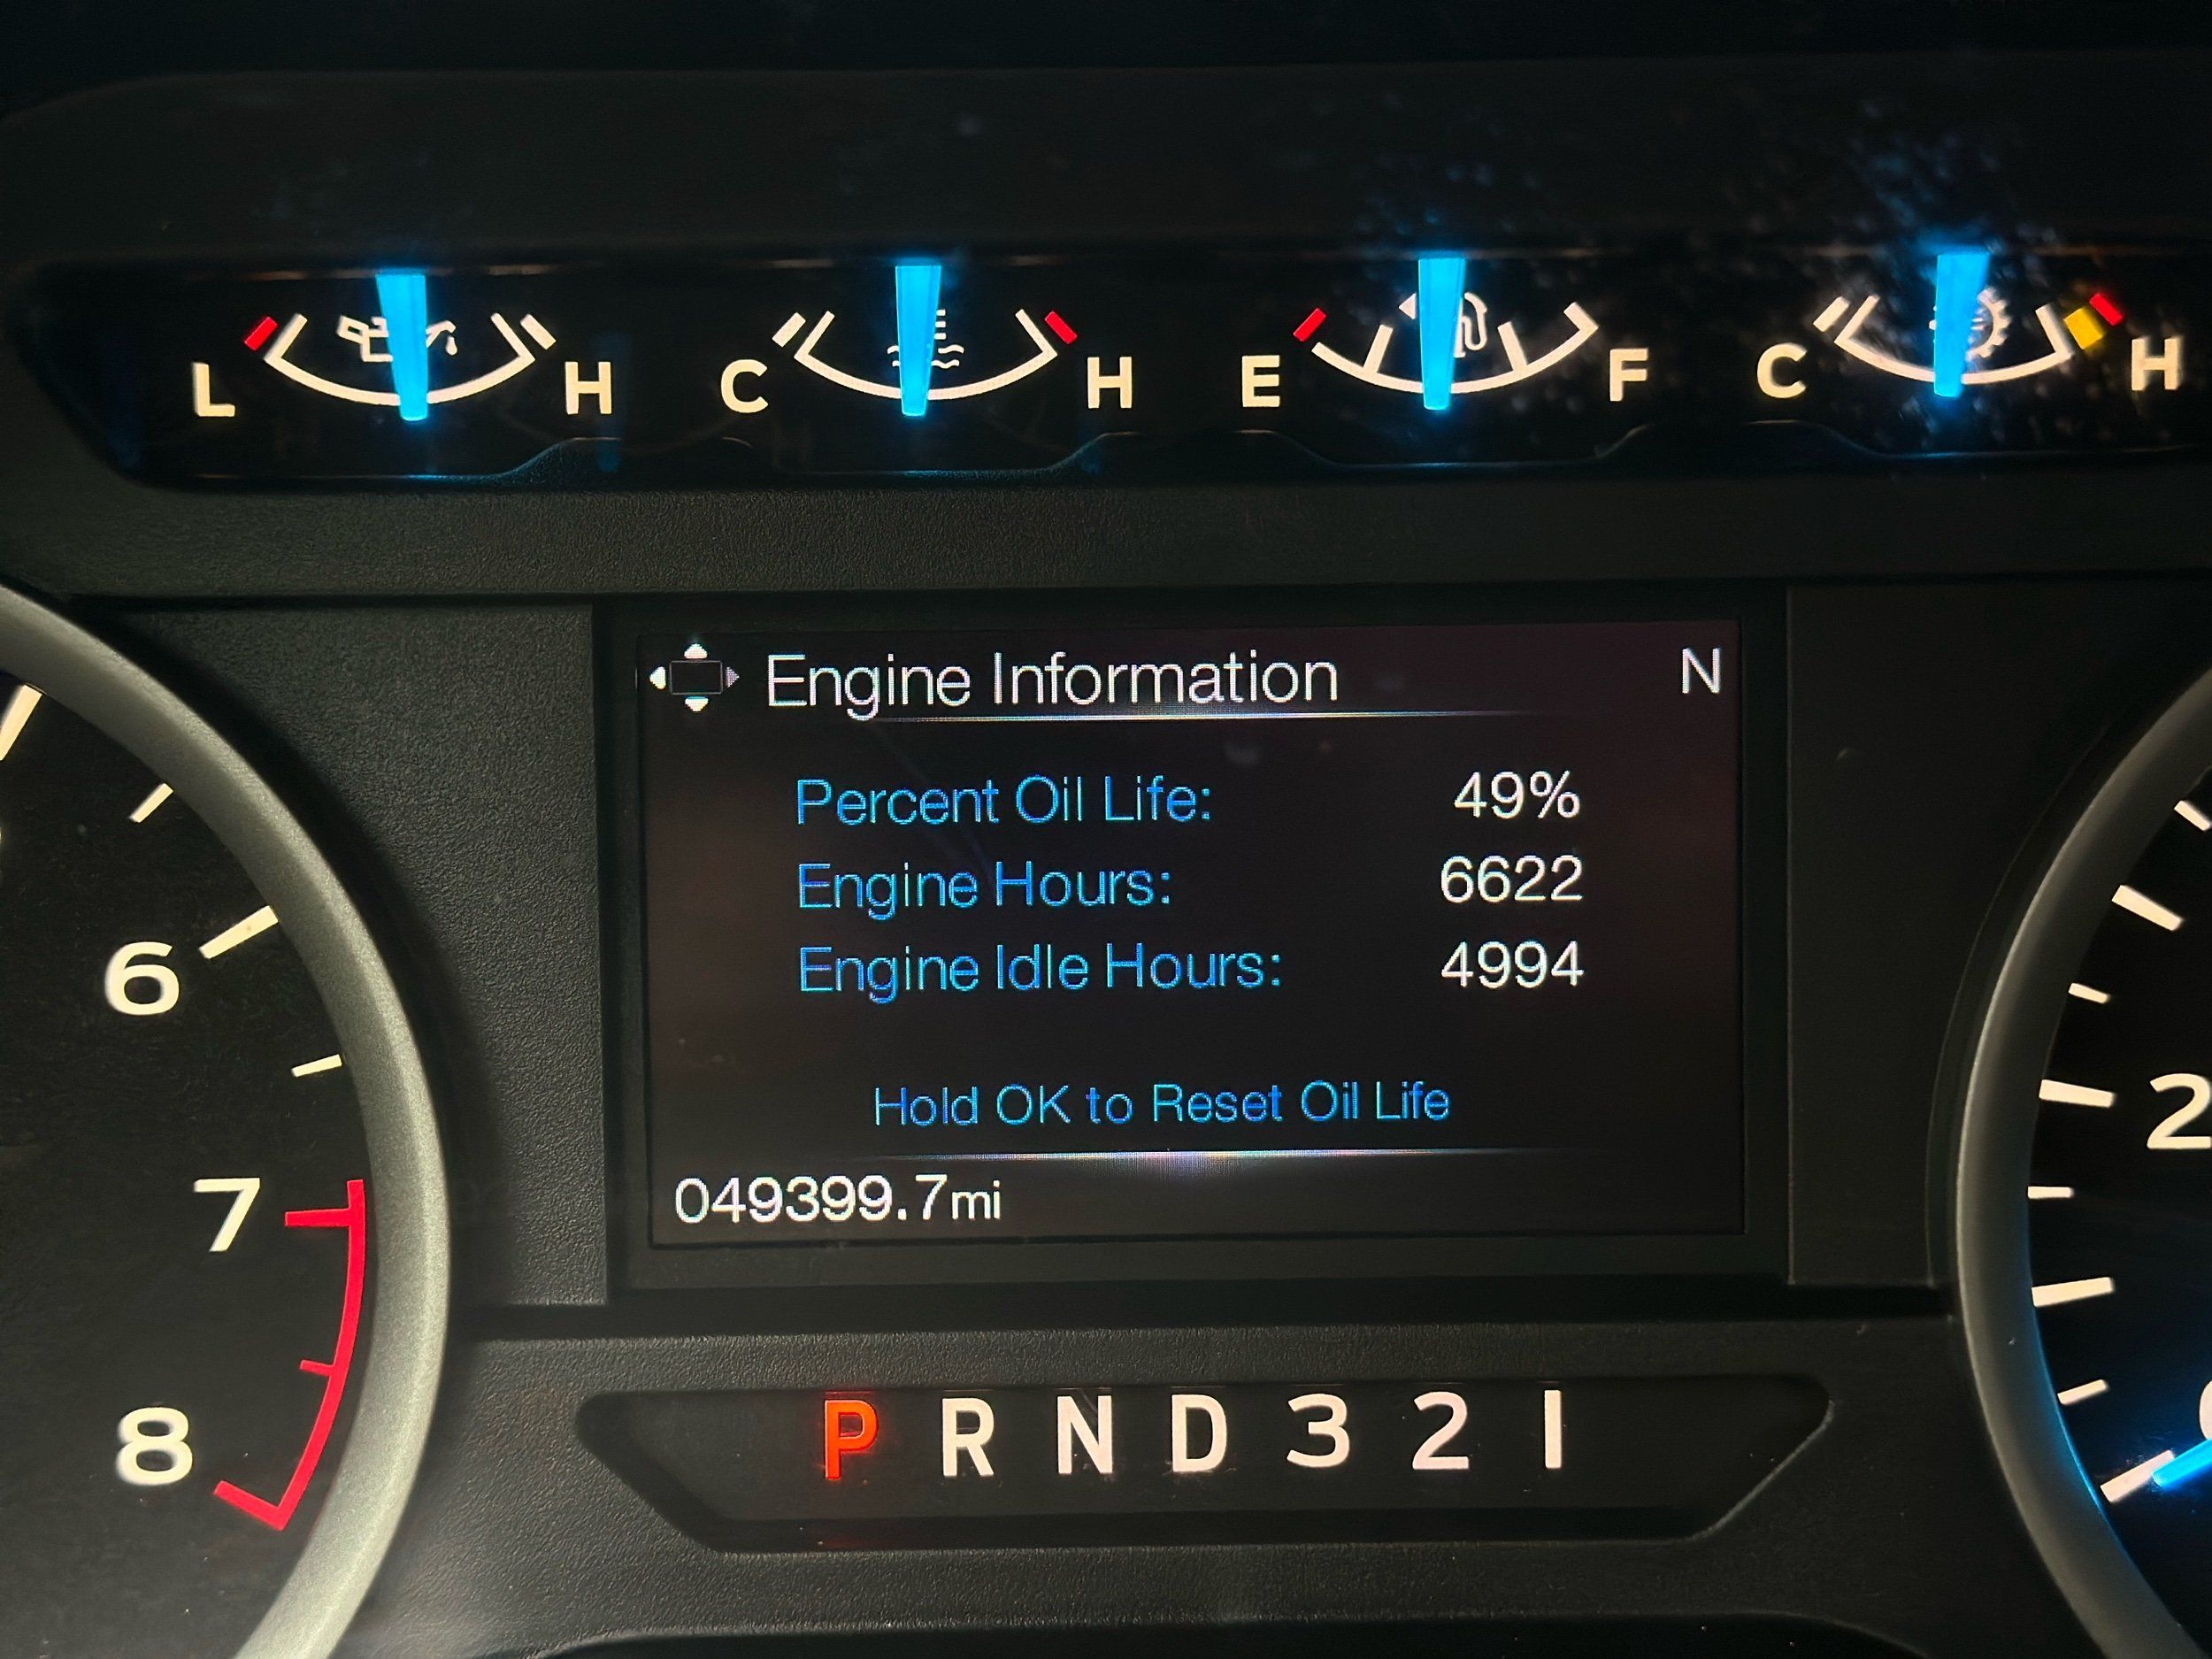 L H C H E F C H
Engine Information N
Percent Oil Life: 49%
Engine Hours: 6622
Engine Idle Hours: 4994
Hold OK to Reset Oil Life
049399.7mi
6
7
8
2
P R N D 3 2 1